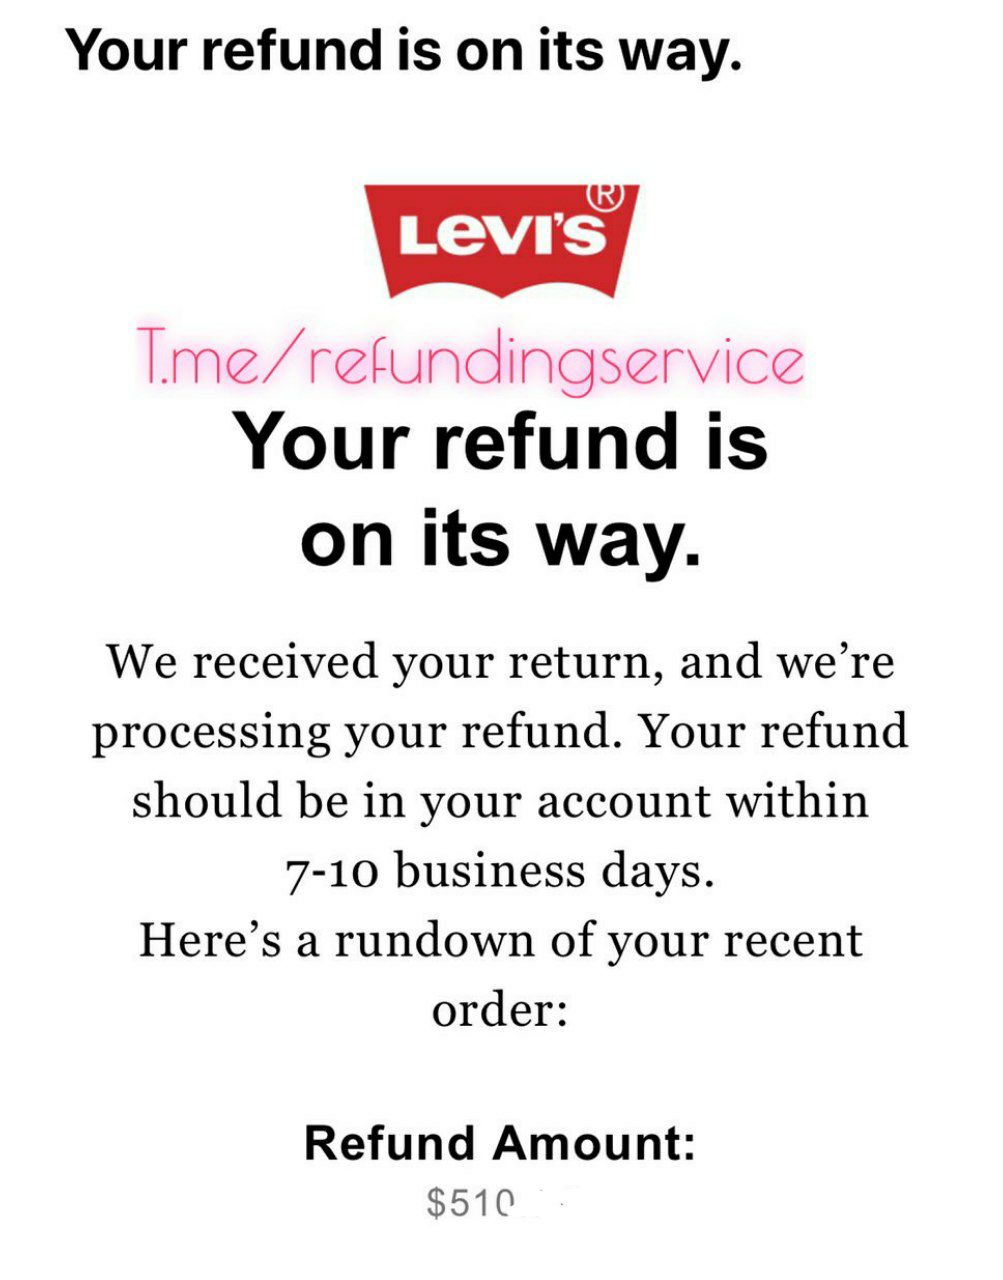 Your refund is on its way.
LEVI'S ®
T.me/refundingservice
Your refund is
on its way.
We received your return, and we're
processing your refund. Your refund
should be in your account within
7-10 business days.
Here's a rundown of your recent
order:
Refund Amount:
$510